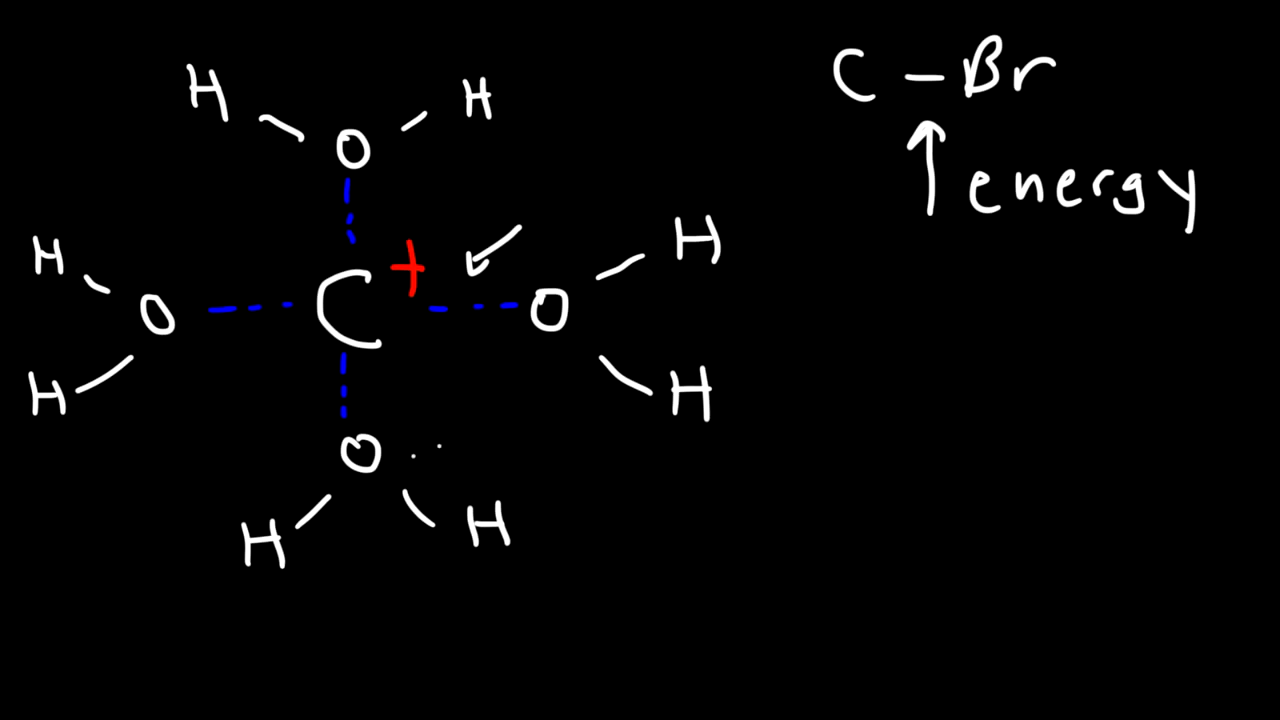 H H C – Br
O
energy
H C + H
O O
H H
O
H H